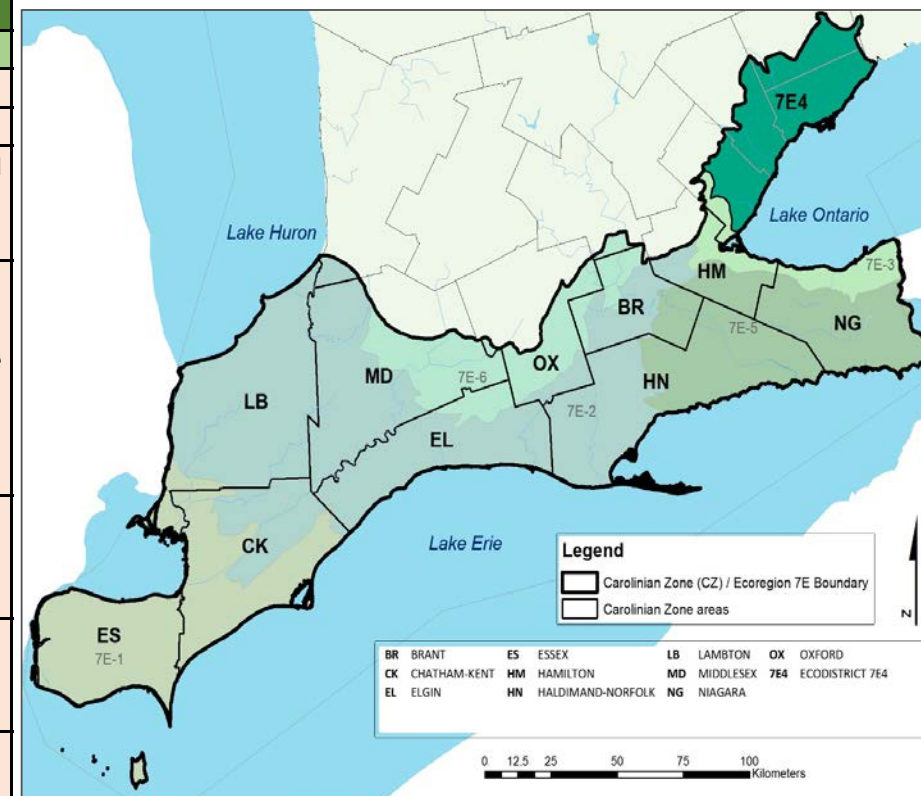 7E4
Lake Huron
Lake Ontario
7E-3
HM
BR
NG
7E-5
OX
MD
7E-6
HN
LB
7E-2
EL
CK
Lake Erie
ES
7E-1
Legend
Carolinian Zone (CZ) / Ecoregion 7E Boundary
Carolinian Zone areas
N
BR BRANT ES ESSEX LB LAMBTON OX OXFORD
CK CHATHAM-KENT HM HAMILTON MD MIDDLESEX 7E4 ECODISTRICT 7E4
EL ELGIN HN HALDIMAND-NORFOLK NG NIAGARA
0 12.5 25 50 75 100
Kilometers